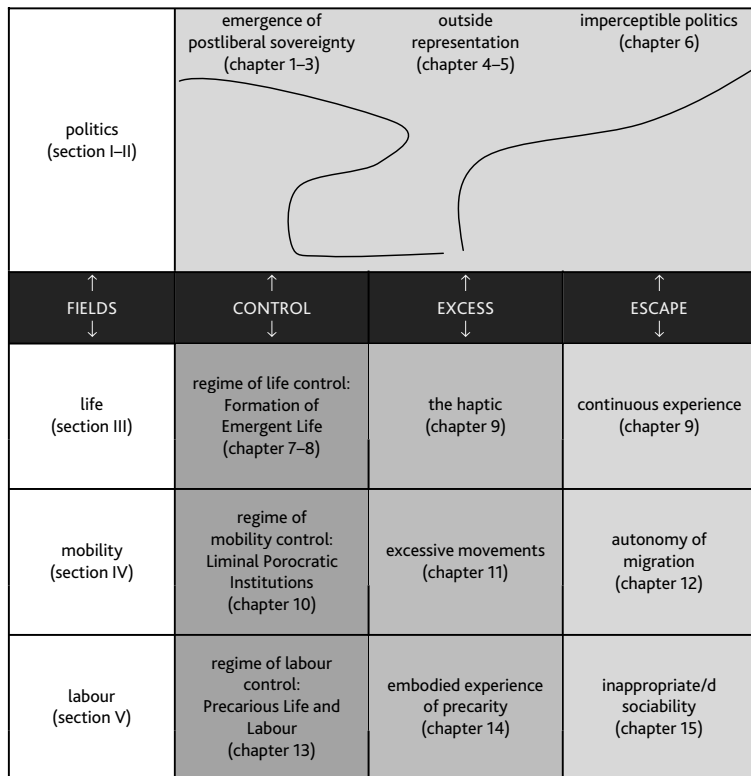 emergence of
postliberal sovereignty
(chapter 1–3)
outside
representation
(chapter 4–5)
imperceptible politics
(chapter 6)
politics
(section I–II)
↑
FIELDS
↓
↑
CONTROL
↓
↑
EXCESS
↓
↑
ESCAPE
↓
life
(section III)
regime of life control:
Formation of
Emergent Life
(chapter 7–8)
the haptic
(chapter 9)
continuous experience
(chapter 9)
mobility
(section IV)
regime of
mobility control:
Liminal Porocratic
Institutions
(chapter 10)
excessive movements
(chapter 11)
autonomy of
migration
(chapter 12)
labour
(section V)
regime of labour
control:
Precarious Life and
Labour
(chapter 13)
embodied experience
of precarity
(chapter 14)
inappropriate/d
sociability
(chapter 15)